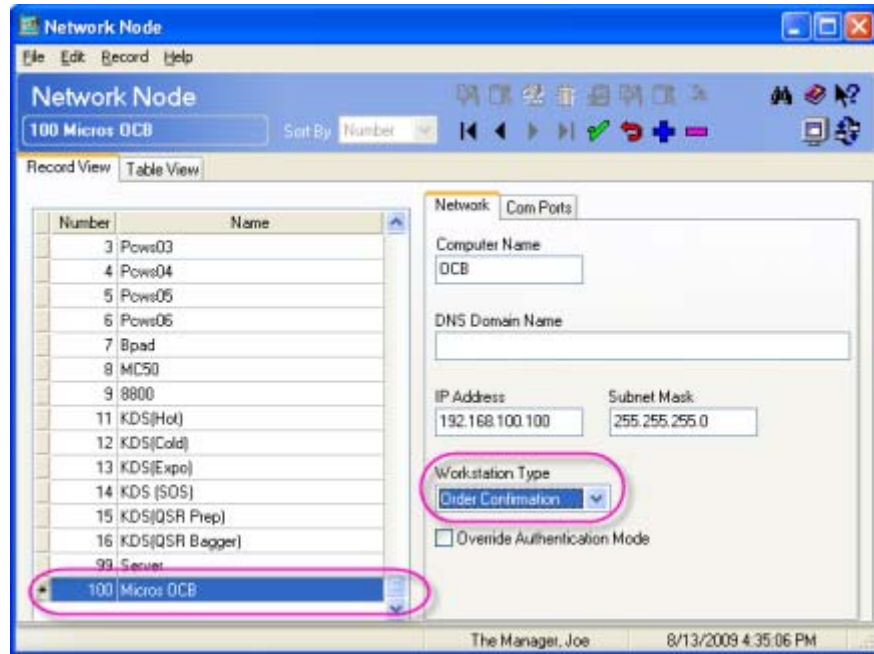 Network Node
File Edit Record Help
Network Node
100 Micros OCB
Sort By Number
Record View Table View
Number Name
3 Pcws03
4 Pcws04
5 Pcws05
6 Pcws06
7 Bpad
8 MC50
9 8800
11 KDS(Hot)
12 KDS(Cold)
13 KDS(Expo)
14 KDS (SOS)
15 KDS(QSR Prep)
16 KDS(QSR Bagger)
99 Server
100 Micros OCB
Network Com Ports
Computer Name
OCB
DNS Domain Name
IP Address Subnet Mask
192.168.100.100 255.255.255.0
Workstation Type
Order Confirmation
Override Authentication Mode
The Manager, Joe 8/13/2009 4:35:06 PM